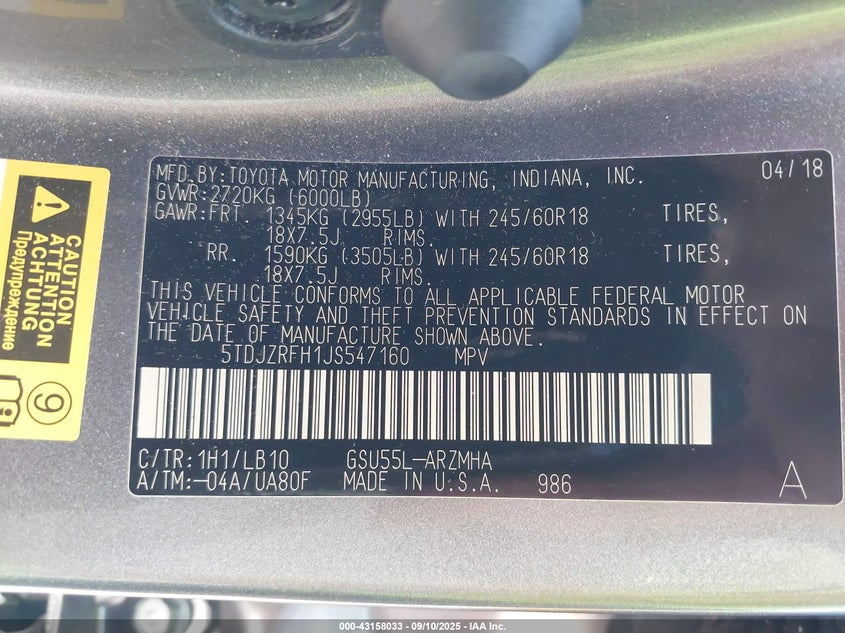 MFD.BY:TOYOTA MOTOR MANUFACTURING, INDIANA, INC. 04/18
GVWR:2720KG (6000LB)
GAWR:FRT 1345KG (2955LB) WITH 245/60R18 TIRES,
18X7.5J RIMS.
RR. 1590KG (3505LB) WITH 245/60R18 TIRES,
18X7.5J RIMS.
THIS VEHICLE CONFORMS TO ALL APPLICABLE FEDERAL MOTOR
VEHICLE SAFETY AND THEFT PREVENTION STANDARDS IN EFFECT ON
THE DATE OF MANUFACTURE SHOWN ABOVE.
5TDJZRFH1JS547160 MPV
C/TR:1H1/LB10 GSU55L-ARZMHA
A/TM:-04A/UA80F MADE IN U.S.A. 986 A
CAUTION
ATTENTION
ACHTUNG
Предупреждение
9
000-43158033 - 09/10/2025 - IAA Inc.